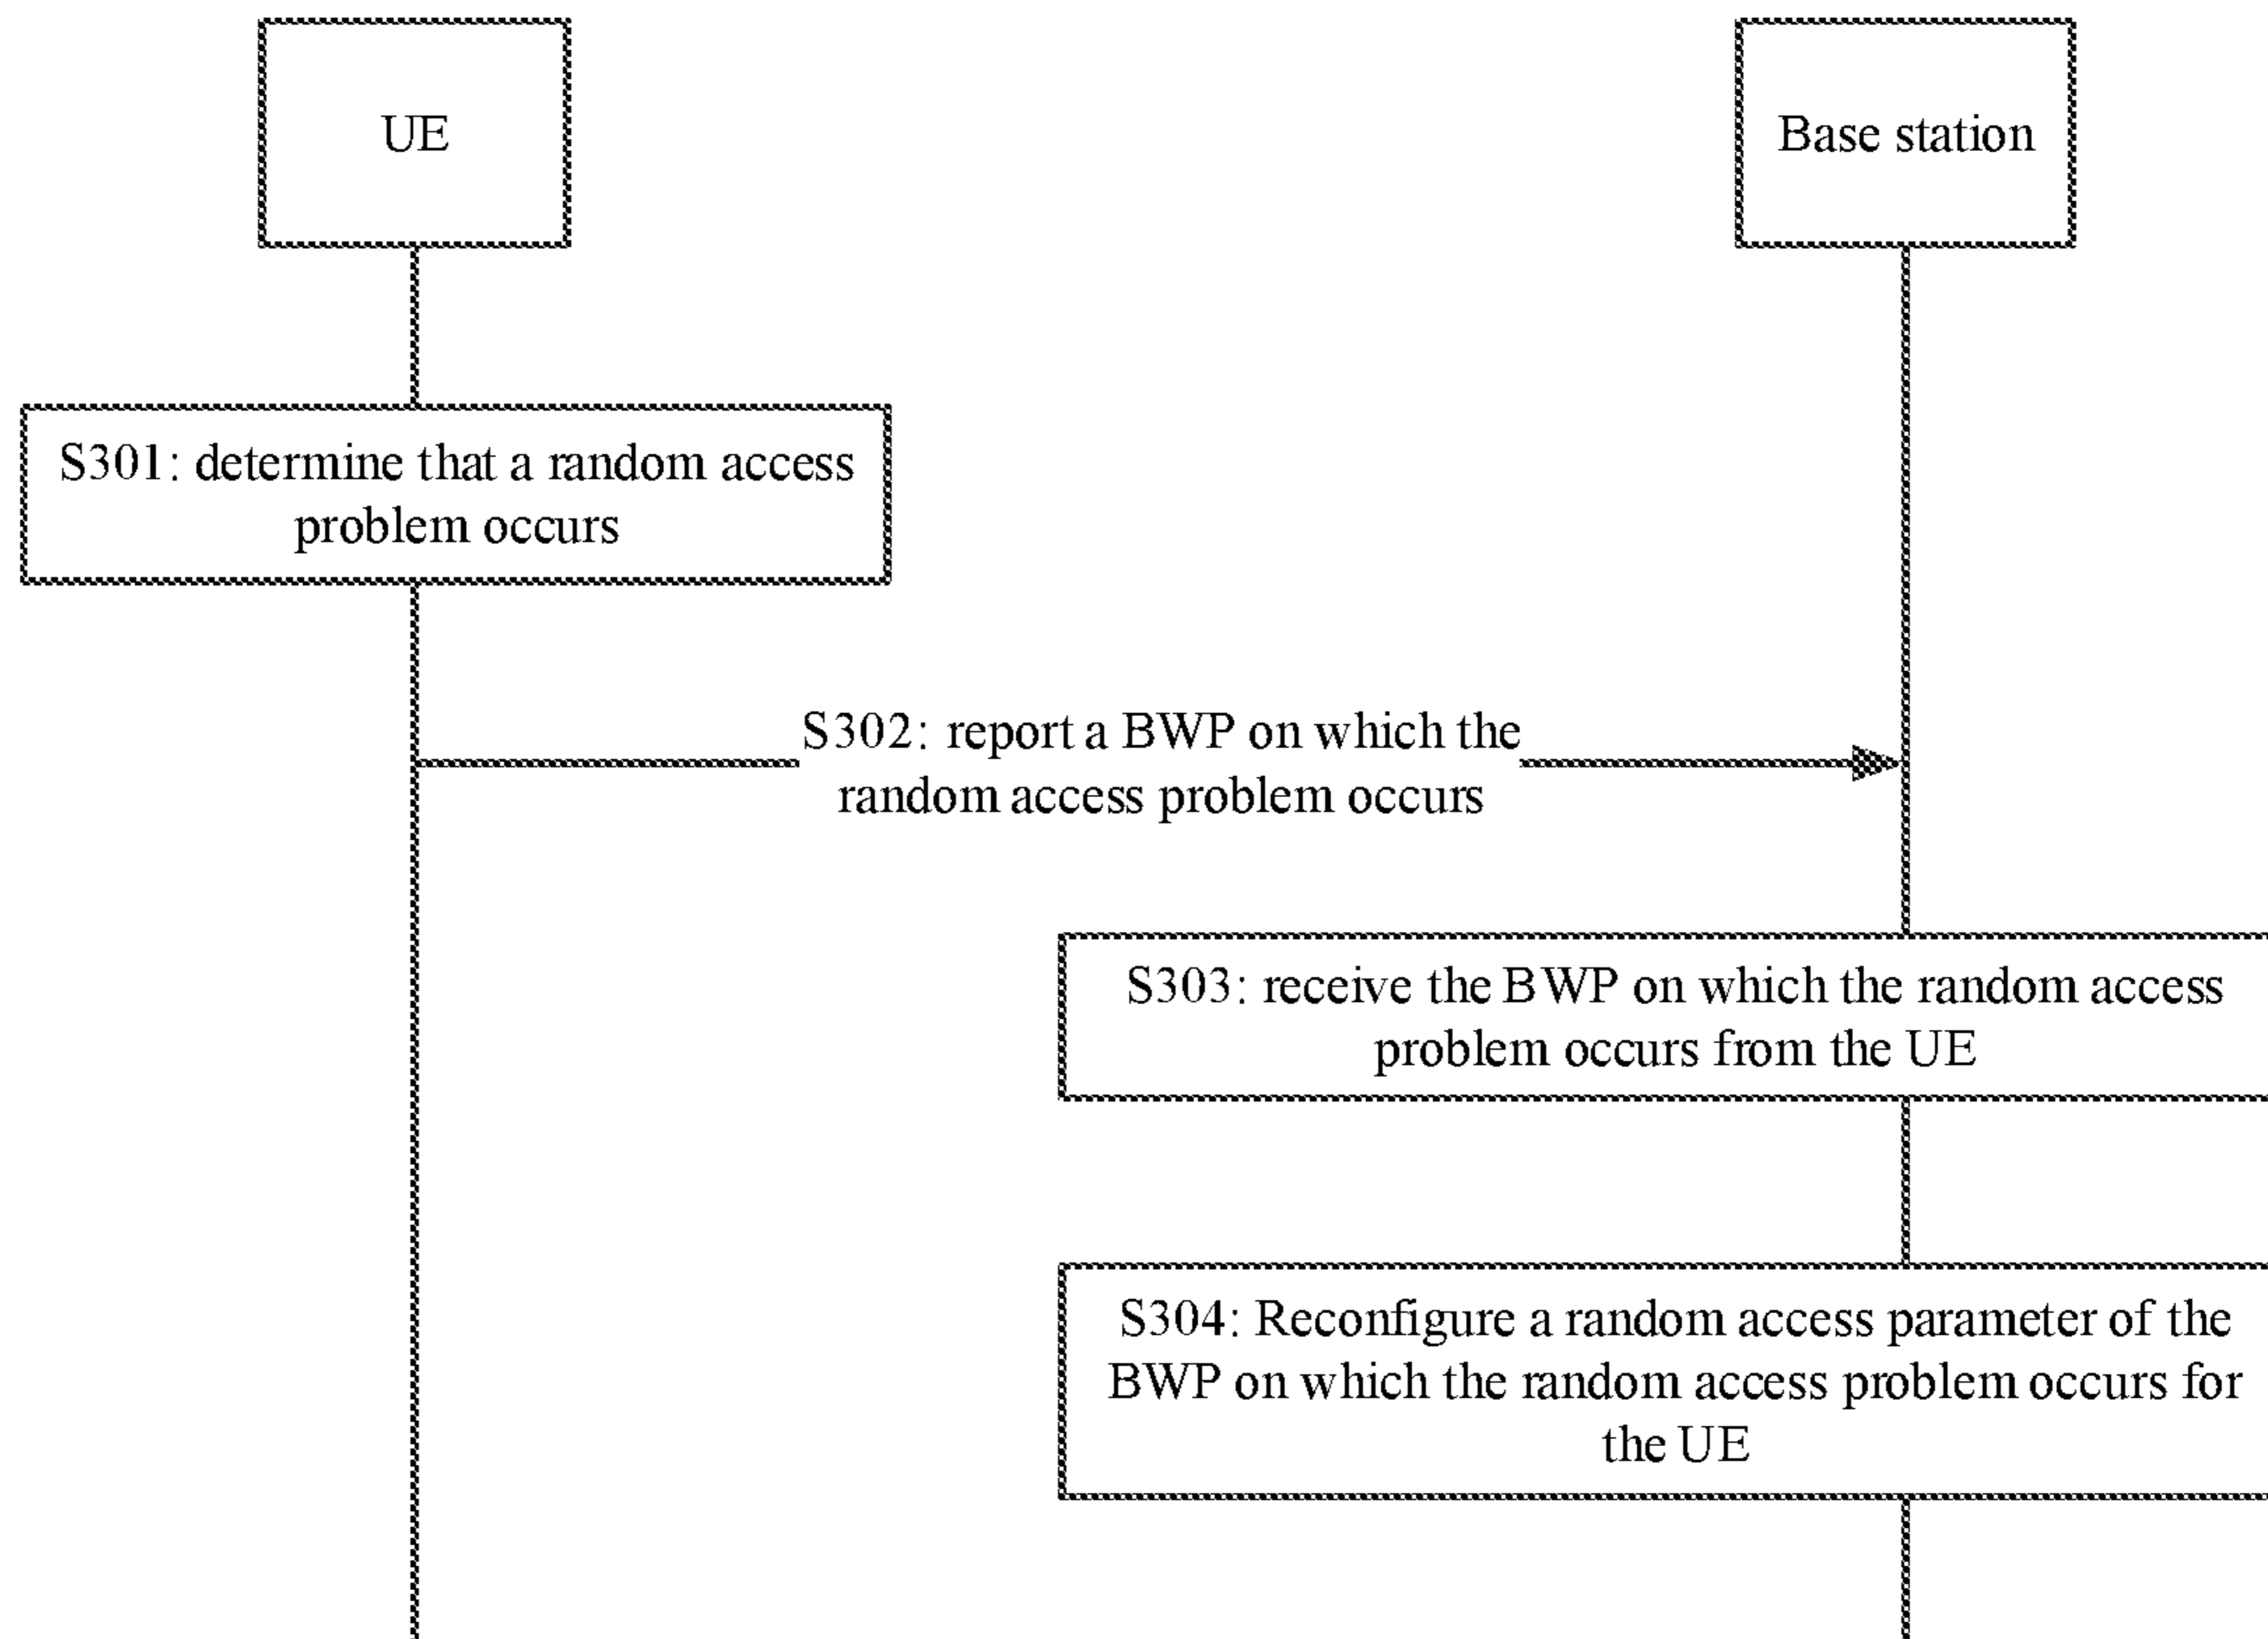 UE
Base station
S301: determine that a random access
problem occurs
S302: report a BWP on which the
random access problem occurs
S303: receive the BWP on which the random access
problem occurs from the UE
S304: Reconfigure a random access parameter of the
BWP on which the random access problem occurs for
the UE